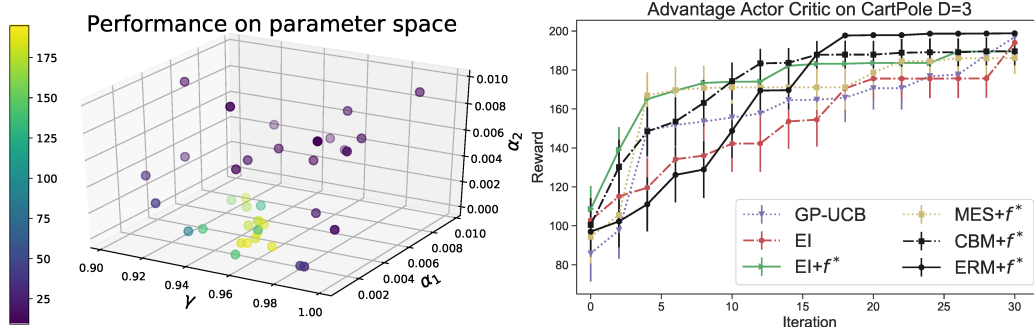 Performance on parameter space
175
150
125
100
75
50
25
0.90
0.92
0.94
0.96
0.98
1.00
γ
0.002
0.004
0.006
0.008
0.010
α1
0.000
0.002
0.004
0.006
0.008
0.010
α2
Advantage Actor Critic on CartPole D=3
200
180
160
140
120
100
80
Reward
0
5
10
15
20
25
30
Iteration
GP-UCB
EI
EI+f*
MES+f*
CBM+f*
ERM+f*